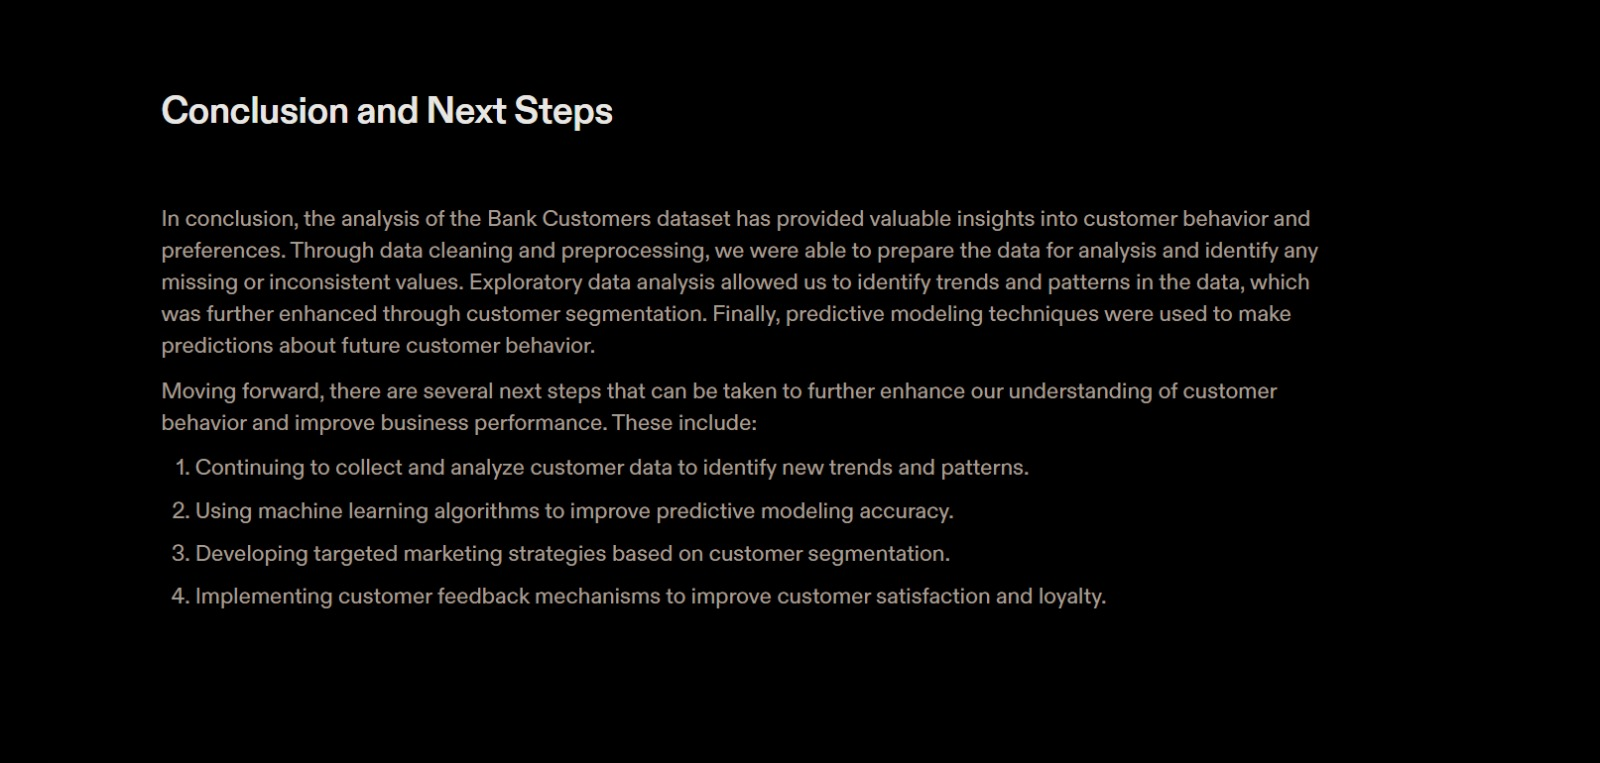 Conclusion and Next Steps
In conclusion, the analysis of the Bank Customers dataset has provided valuable insights into customer behavior and
preferences. Through data cleaning and preprocessing, we were able to prepare the data for analysis and identify any
missing or inconsistent values. Exploratory data analysis allowed us to identify trends and patterns in the data, which
was further enhanced through customer segmentation. Finally, predictive modeling techniques were used to make
predictions about future customer behavior.
Moving forward, there are several next steps that can be taken to further enhance our understanding of customer
behavior and improve business performance. These include:
1. Continuing to collect and analyze customer data to identify new trends and patterns.
2. Using machine learning algorithms to improve predictive modeling accuracy.
3. Developing targeted marketing strategies based on customer segmentation.
4. Implementing customer feedback mechanisms to improve customer satisfaction and loyalty.